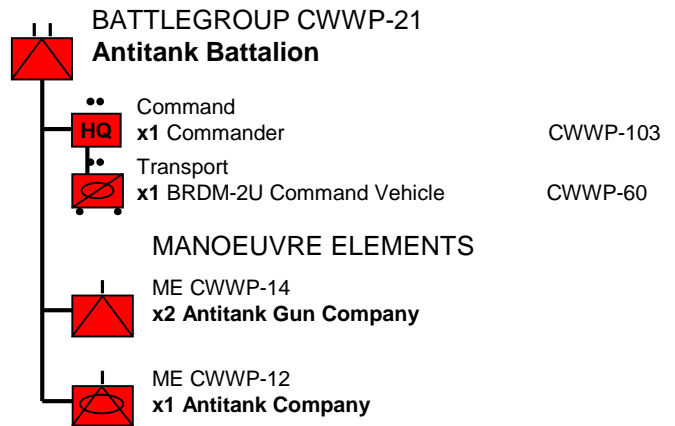 BATTLEGROUP CWWP-21
Antitank Battalion
Command
HQ x1 Commander CWWP-103
Transport
x1 BRDM-2U Command Vehicle CWWP-60
MANOEUVRE ELEMENTS
ME CWWP-14
x2 Antitank Gun Company
ME CWWP-12
x1 Antitank Company